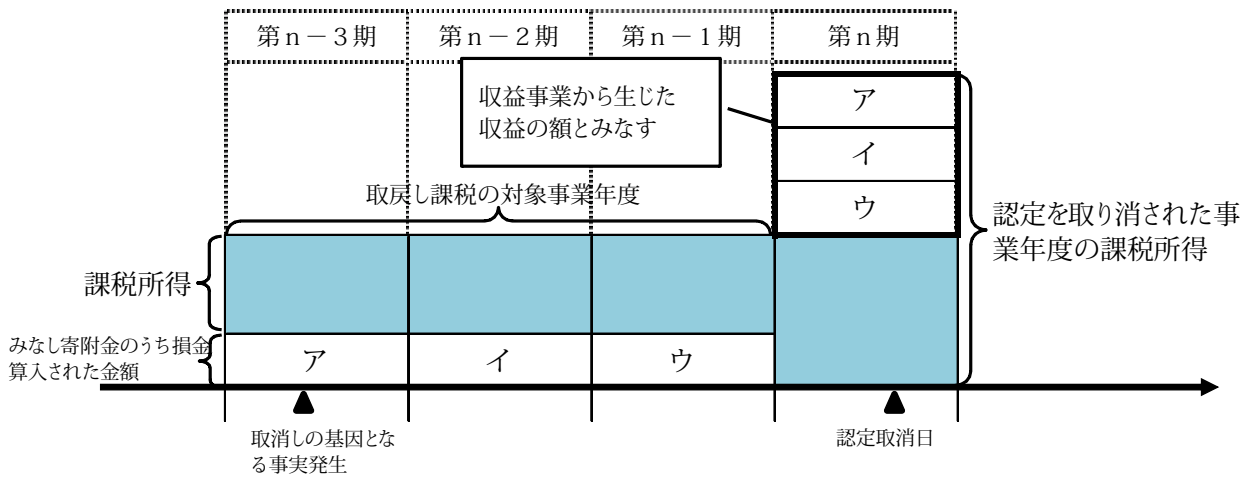 第ｎ－３期
第ｎ－２期
第ｎ－１期
第ｎ期
収益事業から生じた
収益の額とみなす
ア
イ
ウ
取戻し課税の対象事業年度
認定を取り消された事
業年度の課税所得
課税所得
みなし寄附金のうち損金
算入された金額
ア
イ
ウ
取消しの基因とな
る事実発生
認定取消日